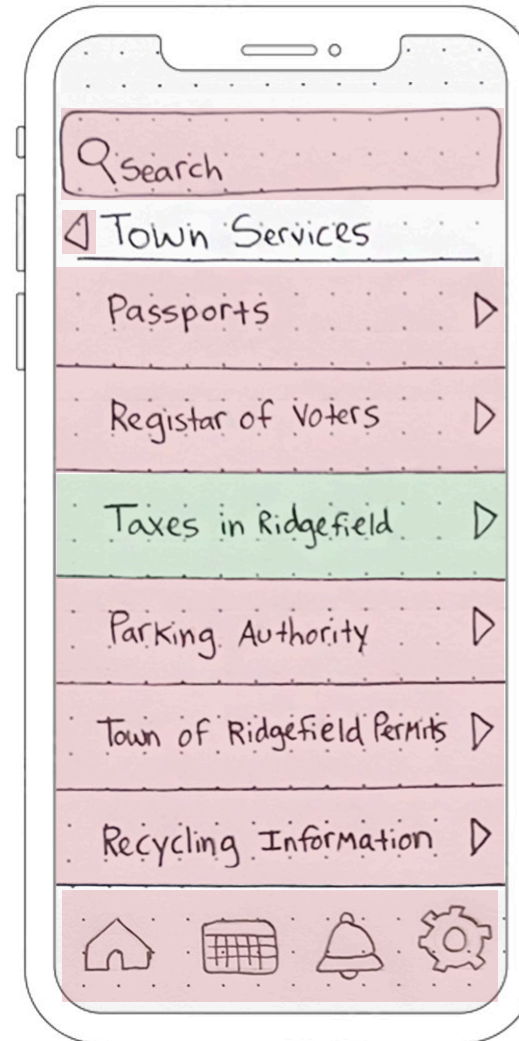 Search
Town Services
Passports
Registar of Voters
Taxes in Ridgefield
Parking Authority
Town of Ridgefield Permits
Recycling Information